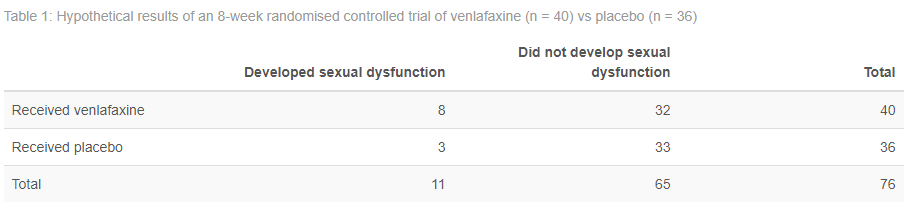 Table 1: Hypothetical results of an 8-week randomised controlled trial of venlafaxine (n = 40) vs placebo (n = 36)
Developed sexual dysfunction Did not develop sexual dysfunction Total
Received venlafaxine 8 32 40
Received placebo 3 33 36
Total 11 65 76